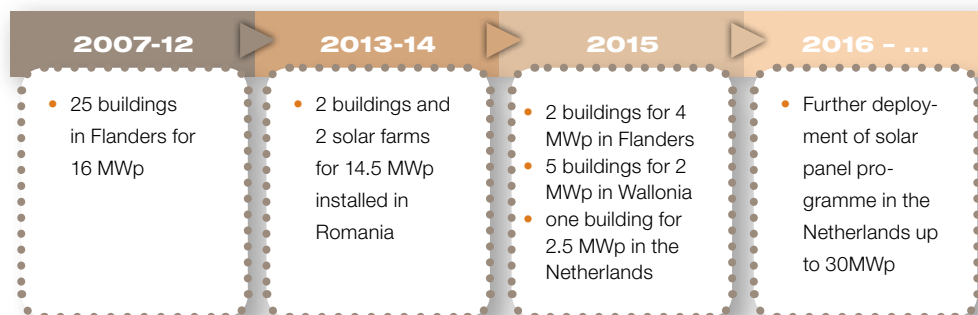 2007-12
2013-14
2015
2016 – ...
• 25 buildings
in Flanders for
16 MWp
• 2 buildings and
2 solar farms
for 14.5 MWp
installed in
Romania
• 2 buildings for 4
MWp in Flanders
• 5 buildings for 2
MWp in Wallonia
• one building for
2.5 MWp in the
Netherlands
• Further deploy-
ment of solar
panel pro-
gramme in the
Netherlands up
to 30MWp